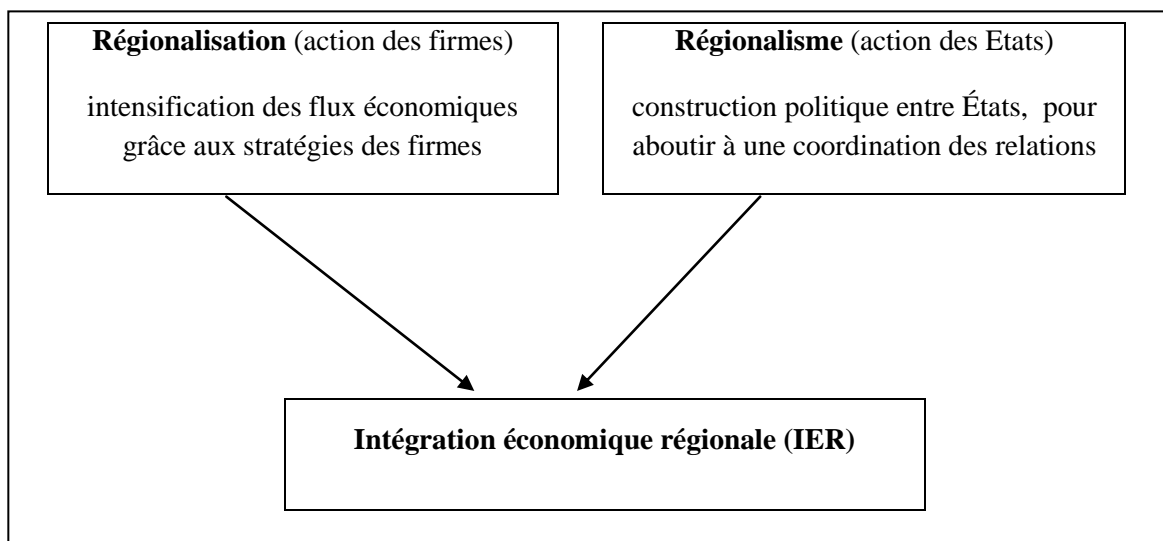 Régionalisation (action des firmes)
intensification des flux économiques
grâce aux stratégies des firmes
Régionalisme (action des Etats)
construction politique entre États, pour
aboutir à une coordination des relations
Intégration économique régionale (IER)